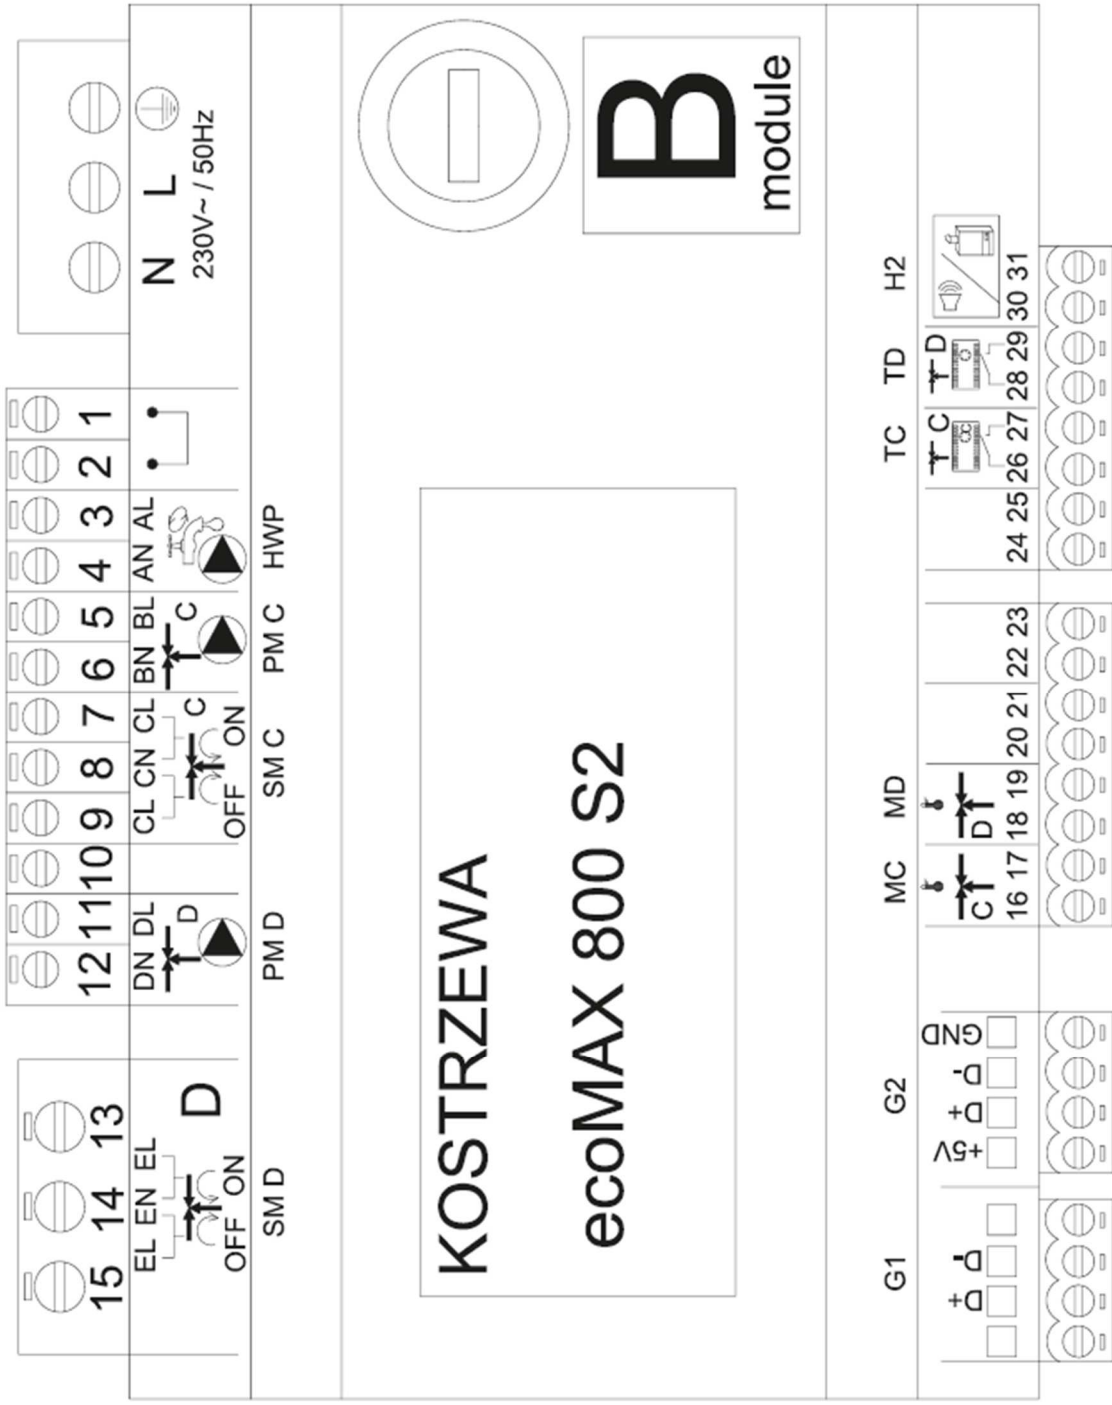 15 14 13 12 11 10 9 8 7 6 5 4 3 2 1
EL EN EL DN DL CL CN CL BN BL AN AL N L
D D C C
OFF ON OFF ON 230V~ / 50Hz
SM D PM D SM C PM C HWP
B
module
KOSTRZEWA
ecoMAX 800 S2
G1 G2 MC MD TC TD H2
C D
D+ D- +5V D+ D- GND C D
16 17 18 19 20 21 22 23 24 25 26 27 28 29 30 31